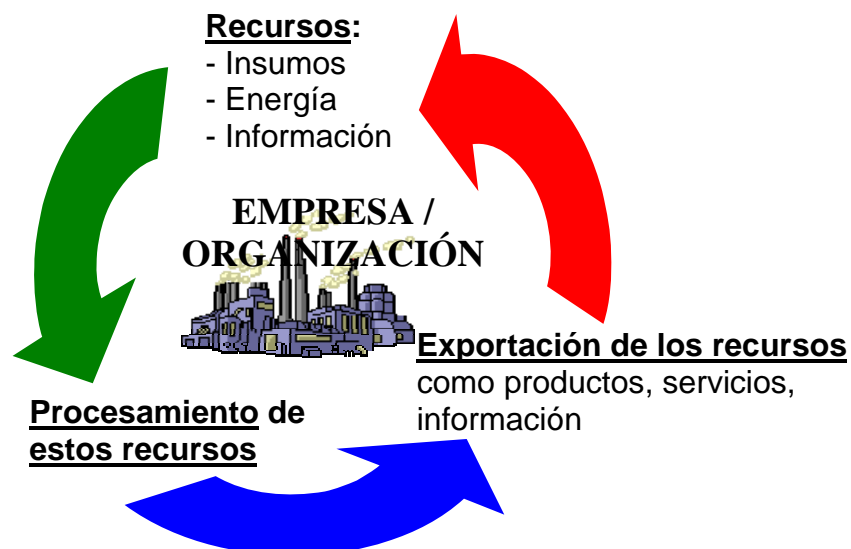 Recursos:
- Insumos
- Energía
- Información
EMPRESA /
ORGANIZACIÓN
Exportación de los recursos
como productos, servicios,
información
Procesamiento de
estos recursos